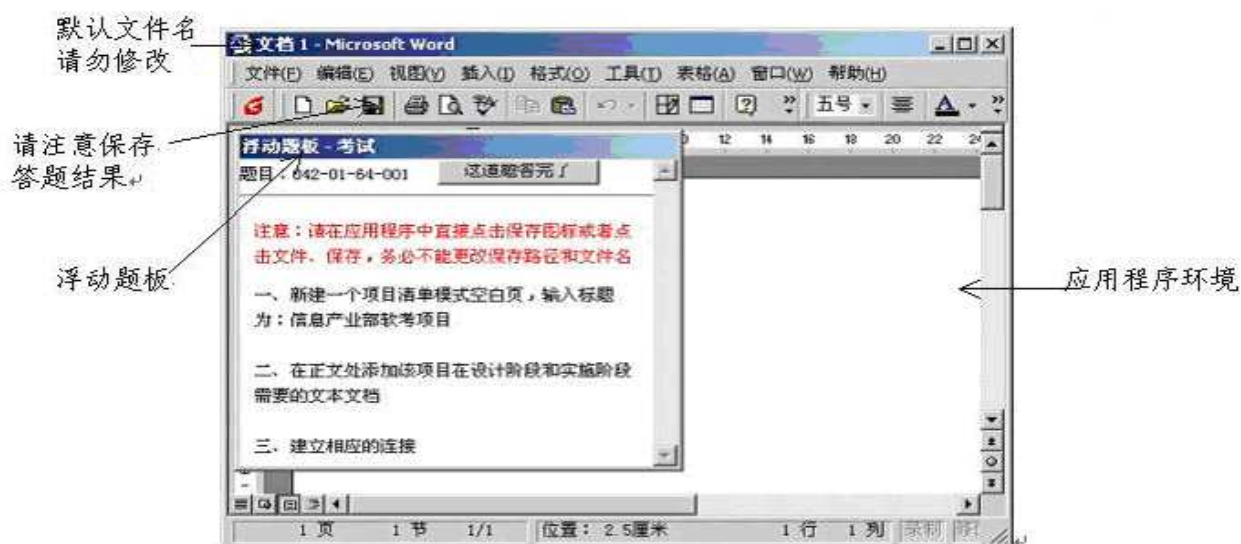 默认文件名
请勿修改
请注意保存
答题结果
浮动题板
应用程序环境
文档 1 - Microsoft Word
文件(F) 编辑(E) 视图(V) 插入(I) 格式(O) 工具(T) 表格(A) 窗口(W) 帮助(H)
五号
12 14 16 18 20 22 24
浮动题板 - 考试
题目：042-01-64-001 这道题答完了
注意：请在应用程序中直接点击保存图标或者点
击文件、保存，务必不能更改保存路径和文件名
一、新建一个项目清单模式空白页，输入标题
为：信息产业部软考项目
二、在正文处添加该项目在设计阶段和实施阶段
需要的文本文档
三、建立相应的连接
1 页 1 节 1/1 位置： 2.5厘米 1 行 1 列 录制